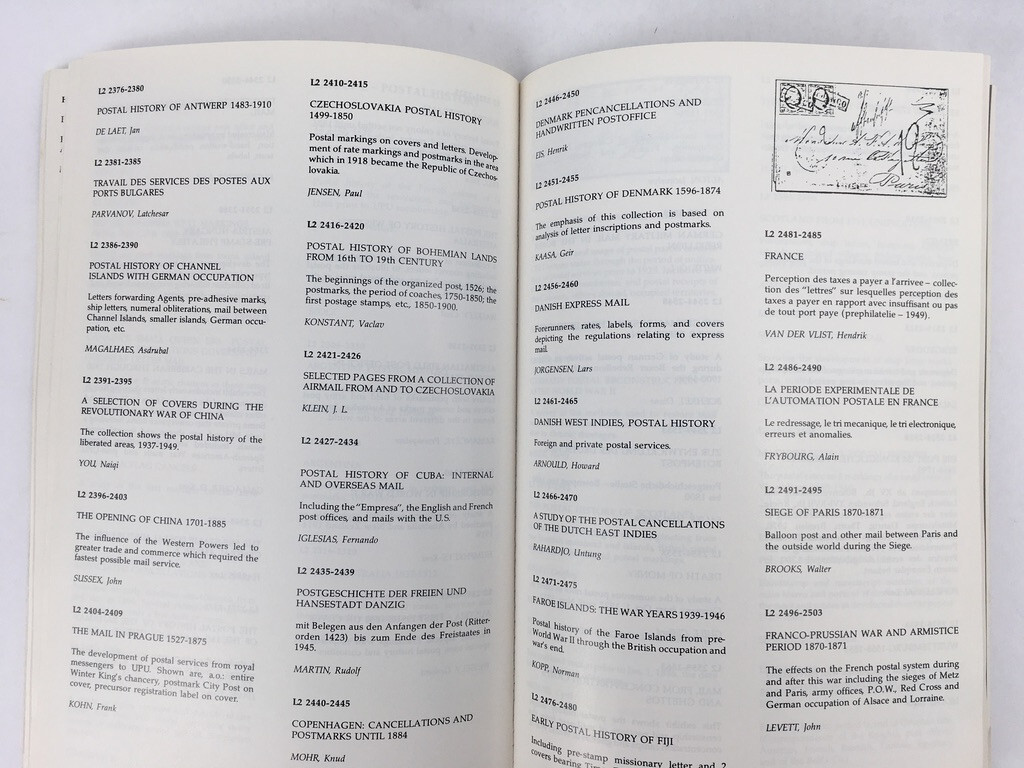 L2 2376-2380
POSTAL HISTORY OF ANTWERP 1483-1910
DE LAET, Jan
L2 2381-2385
TRAVAIL DES SERVICES DES POSTES AUX
PORTS BULGARES
PARVANOV, Latchesar
L2 2386-2390
POSTAL HISTORY OF CHANNEL
ISLANDS WITH GERMAN OCCUPATION
Letters forwarding Agents, pre-adhesive marks,
ship letters, numeral obliterations, mail between
Channel Islands, smaller islands, German occu-
pation, etc.
MAGALHAES, Asdrubal
L2 2391-2395
A SELECTION OF COVERS DURING THE
REVOLUTIONARY WAR OF CHINA
The collection shows the postal history of the
liberated areas, 1937-1949.
YOU, Naiqi
L2 2396-2403
THE OPENING OF CHINA 1701-1885
The influence of the Western Powers led to
greater trade and commerce which required the
fastest possible mail service.
SUSSEX, John
L2 2404-2409
THE MAIL IN PRAGUE 1527-1875
The development of postal services from royal
messengers to UPU. Shown are, a.o.: entire
Winter King's chancery, postmark City Post on
cover, precursor registration label on cover.
KOHN, Frank
L2 2410-2415
CZECHOSLOVAKIA POSTAL HISTORY
1499-1850
Postal markings on covers and letters. Develop-
ment of rate markings and postmarks in the area
which in 1918 became the Republic of Czechos-
lovakia.
JENSEN, Paul
L2 2416-2420
POSTAL HISTORY OF BOHEMIAN LANDS
FROM 16TH TO 19th CENTURY
The beginnings of the organized post, 1526; the
postmarks, the period of coaches, 1750-1850; the
first postage stamps, etc., 1850-1900.
KONSTANT, Vaclav
L2 2421-2426
SELECTED PAGES FROM A COLLECTION OF
AIRMAIL FROM AND TO CZECHOSLOVAKIA
KLEIN, J. L.
L2 2427-2434
POSTAL HISTORY OF CUBA: INTERNAL
AND OVERSEAS MAIL
Including the "Empresa", the English and French
post offices, and mails with the U.S.
IGLESIAS, Fernando
L2 2435-2439
POSTGESCHICHTE DER FREIEN UND
HANSESTADT DANZIG
mit Belegen aus den Anfangen der Post (Ritter-
orden 1423) bis zum Ende des Freistaates in
1945.
MARTIN, Rudolf
L2 2440-2445
COPENHAGEN: CANCELLATIONS AND
POSTMARKS UNTIL 1884
MOHR, Knud
L2 2446-2450
DENMARK PENCANCELLATIONS AND
HANDWRITTEN POSTOFFICE
EIS, Henrik
L2 2451-2455
POSTAL HISTORY OF DENMARK 1596-1874
The emphasis of this collection is based on
analysis of letter inscriptions and postmarks.
KAASA, Geir
L2 2456-2460
DANISH EXPRESS MAIL
Forerunners, rates, labels, forms, and covers
depicting the regulations relating to express
mail.
JORGENSEN, Lars
L2 2461-2465
DANISH WEST INDIES, POSTAL HISTORY
Foreign and private postal services.
ARNOULD, Howard
L2 2466-2470
A STUDY OF THE POSTAL CANCELLATIONS
OF THE DUTCH EAST INDIES
RAHARDJO, Untung
L2 2471-2475
FAROE ISLANDS: THE WAR YEARS 1939-1946
Postal history of the Faroe Islands from pre-
World War II through the British occupation and
war's end.
KOPP, Norman
L2 2476-2480
EARLY POSTAL HISTORY OF FIJI
Including pre-stamp missionary letter and 2
covers bearing
Paris
L2 2481-2485
FRANCE
Perception des taxes a payer a l'arrivee – collec-
tion des "lettres" sur lesquelles perception des
taxes a payer en rapport avec insuffisant ou pas
de tout port paye (prephilatelie – 1949).
VAN DER VLIST, Hendrik
L2 2486-2490
LA PERIODE EXPERIMENTALE DE
L'AUTOMATION POSTALE EN FRANCE
Le redressage, le tri mecanique, le tri electronique,
erreurs et anomalies.
FRYBOURG, Alain
L2 2491-2495
SIEGE OF PARIS 1870-1871
Balloon post and other mail between Paris and
the outside world during the Siege.
BROOKS, Walter
L2 2496-2503
FRANCO-PRUSSIAN WAR AND ARMISTICE
PERIOD 1870-1871
The effects on the French postal system during
and after this war including the sieges of Metz
and Paris, army offices, P.O.W., Red Cross and
German occupation of Alsace and Lorraine.
LEVETT, John